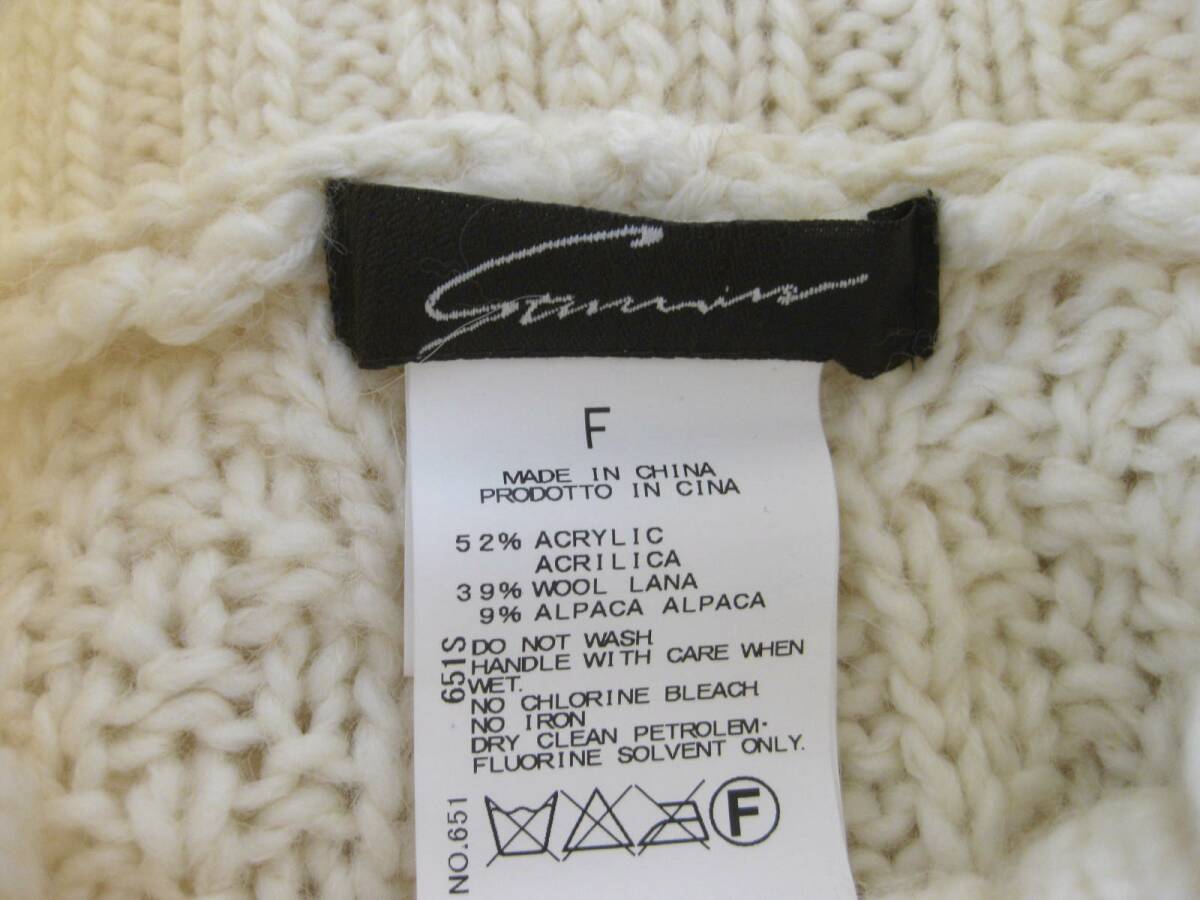 F
MADE IN CHINA
PRODOTTO IN CINA
52% ACRYLIC
ACRILICA
39% WOOL LANA
9% ALPACA ALPACA
DO NOT WASH
HANDLE WITH CARE WHEN
WET.
NO CHLORINE BLEACH
NO IRON
DRY CLEAN PETROLEM·
FLUORINE SOLVENT ONLY.
651S
NO.651
F